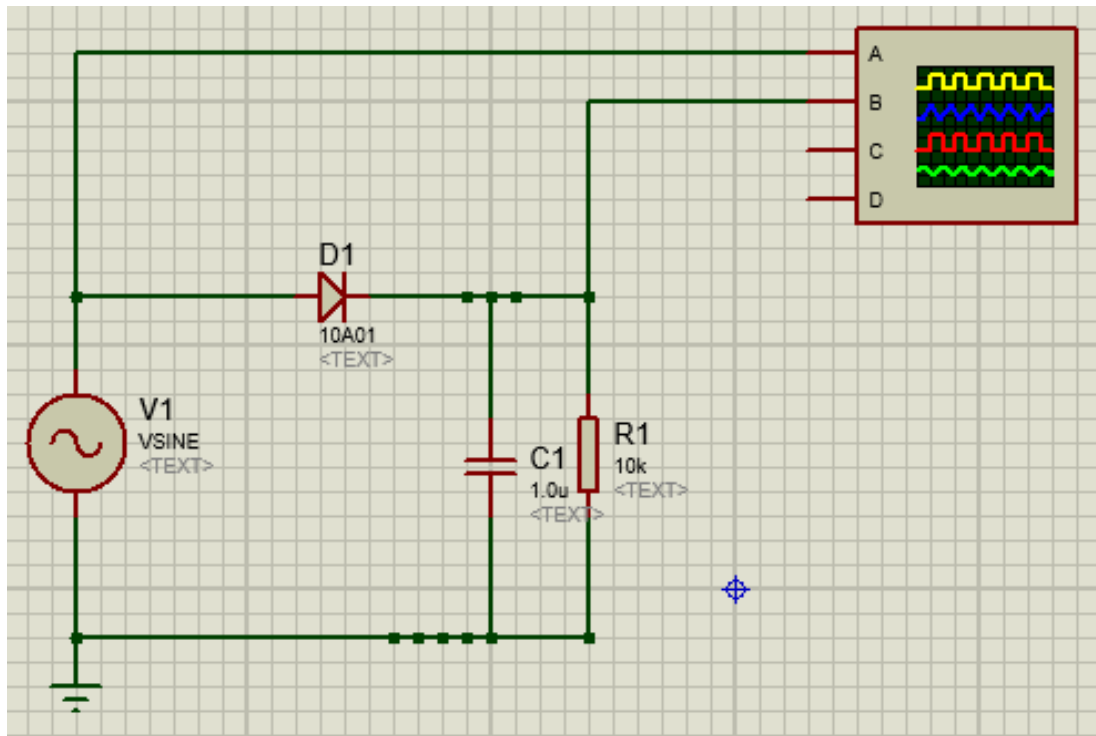 A
B
C
D
D1
10A01
<TEXT>
V1
VSINE
<TEXT>
C1
1.0u
<TEXT>
R1
10k
<TEXT>